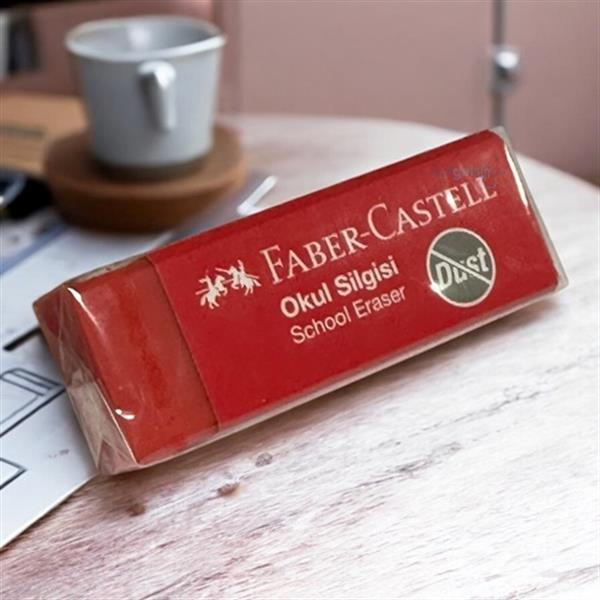 FABER-CASTELL
Okul Silgisi
School Eraser
Dust